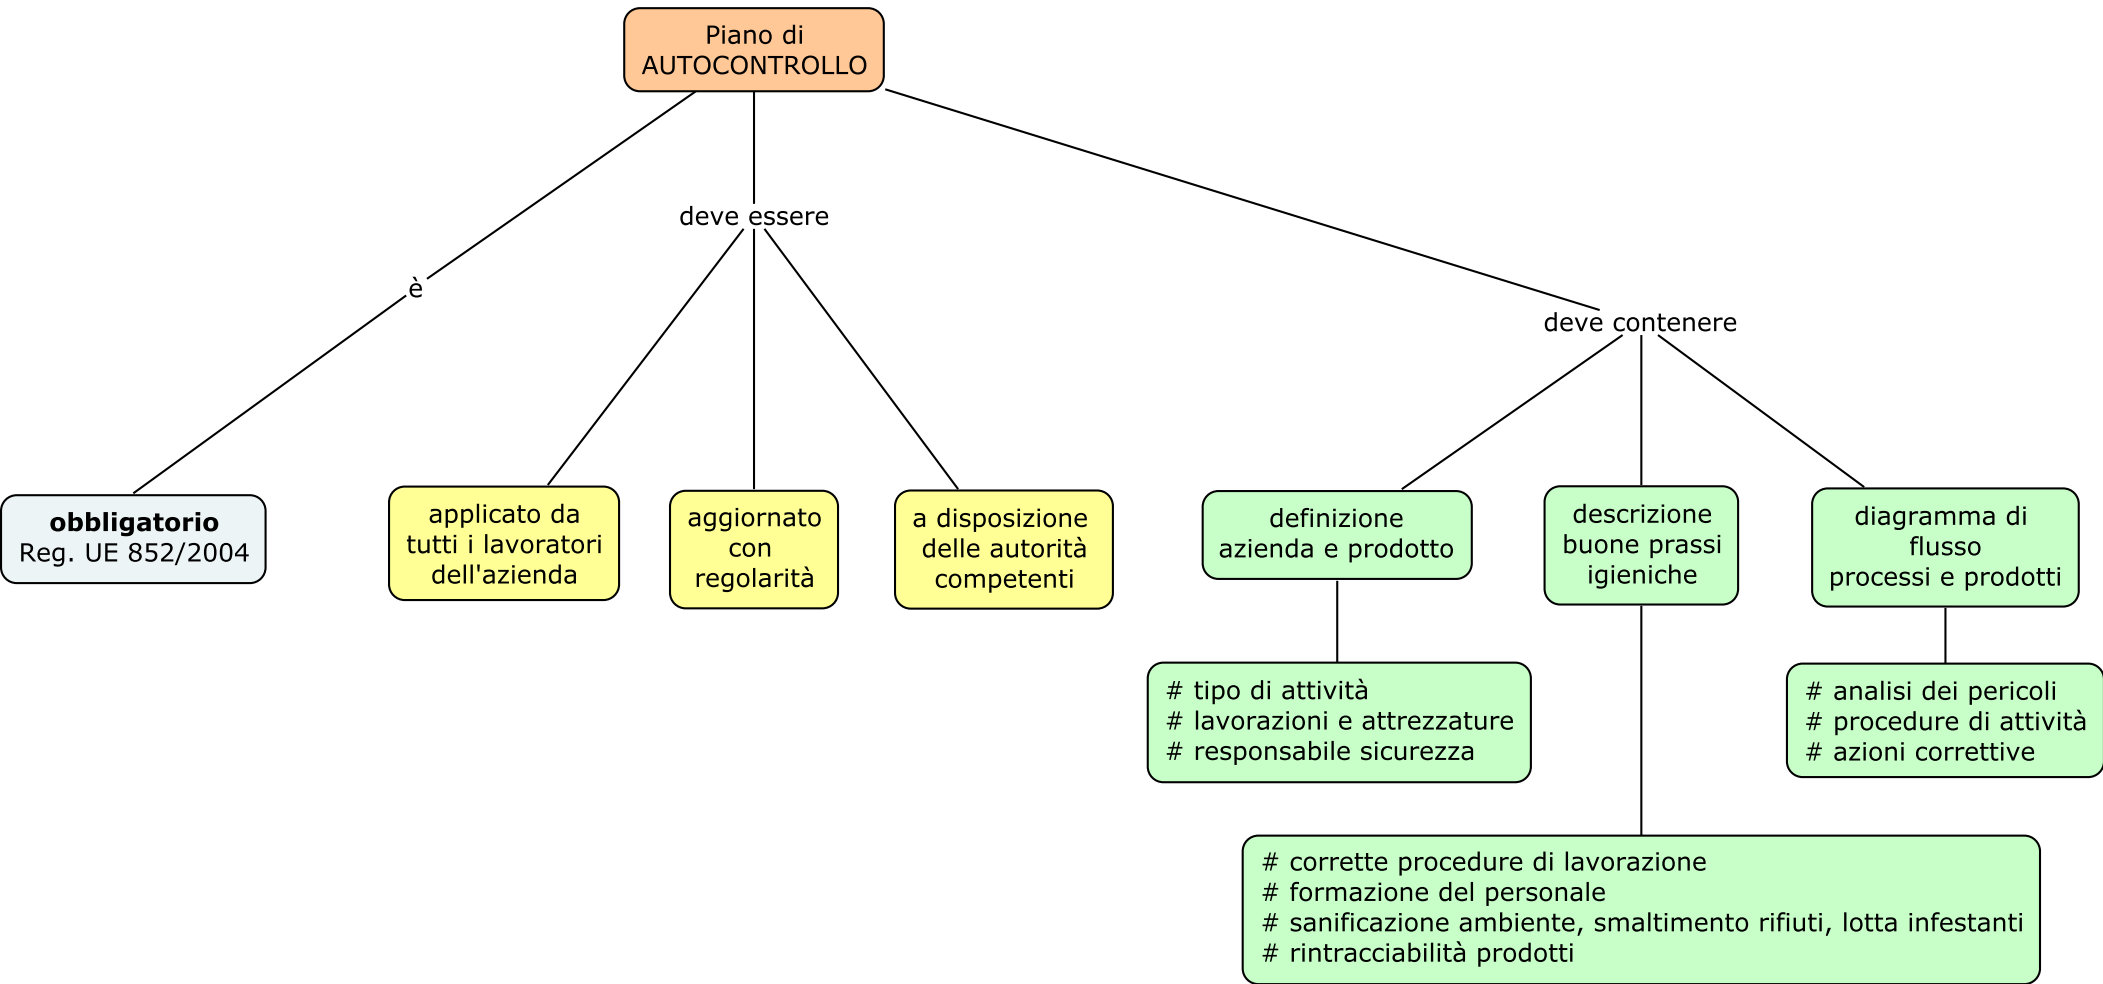 Piano di
AUTOCONTROLLO
è
obbligatorio
Reg. UE 852/2004
deve essere
applicato da
tutti i lavoratori
dell'azienda
aggiornato
con
regolarità
a disposizione
delle autorità
competenti
deve contenere
definizione
azienda e prodotto
# tipo di attività
# lavorazioni e attrezzature
# responsabile sicurezza
descrizione
buone prassi
igieniche
# corrette procedure di lavorazione
# formazione del personale
# sanificazione ambiente, smaltimento rifiuti, lotta infestanti
# rintracciabilità prodotti
diagramma di
flusso
processi e prodotti
# analisi dei pericoli
# procedure di attività
# azioni correttive